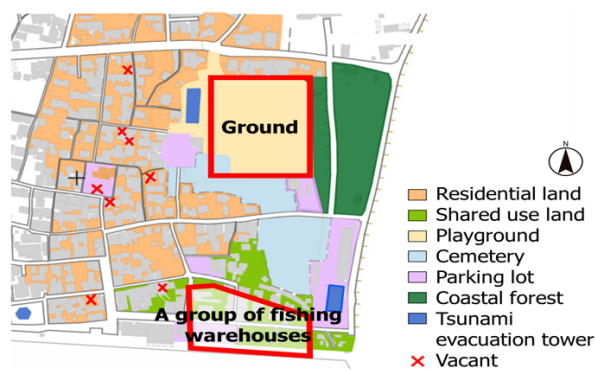 Ground
N
Residential land
Shared use land
Playground
Cemetery
Parking lot
Coastal forest
Tsunami
evacuation tower
Vacant
A group of fishing
warehouses